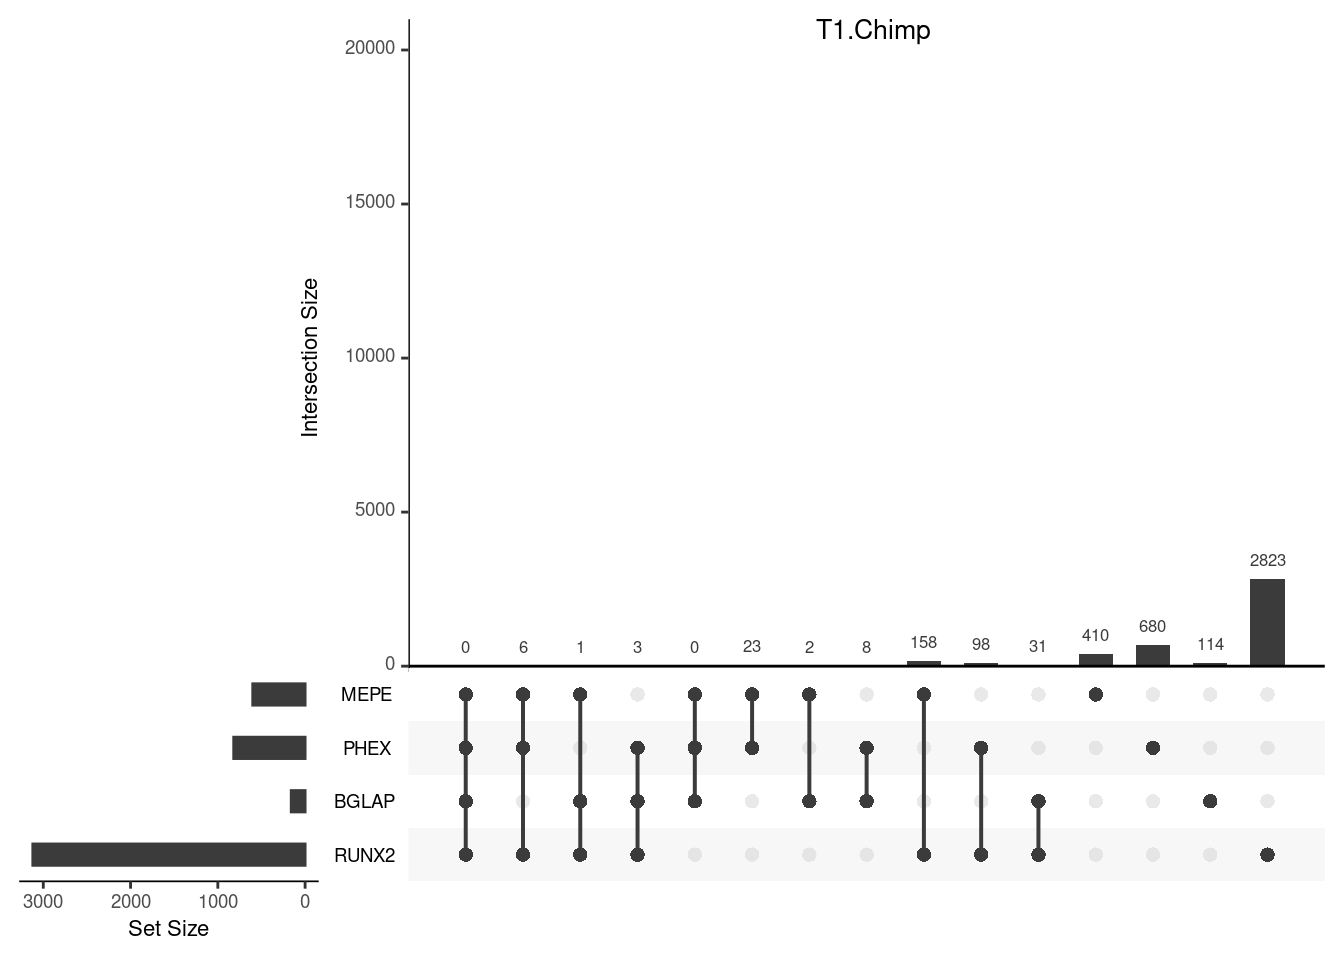 T1.Chimp
20000
15000
10000
5000
0
Intersection Size
0 6 1 3 0 23 2 8 158 98 31 410 680 114 2823
MEPE
PHEX
BGLAP
RUNX2
3000 2000 1000 0
Set Size